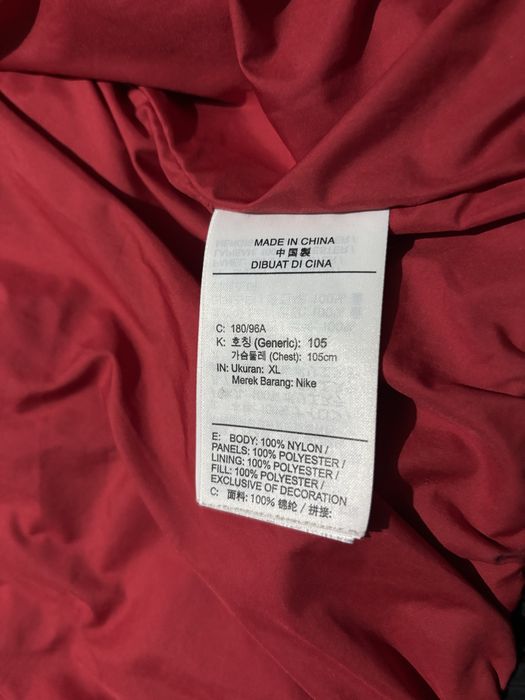 MADE IN CHINA
中国製
DIBUAT DI CINA
C: 180/96A
K: 호칭 (Generic): 105
가슴둘레 (Chest): 105cm
IN: Ukuran: XL
Merek Barang: Nike
E: BODY: 100% NYLON /
PANELS: 100% POLYESTER /
LINING: 100% POLYESTER /
FILL: 100% POLYESTER /
EXCLUSIVE OF DECORATION
C: 面料: 100% 锦纶 / 拼接: